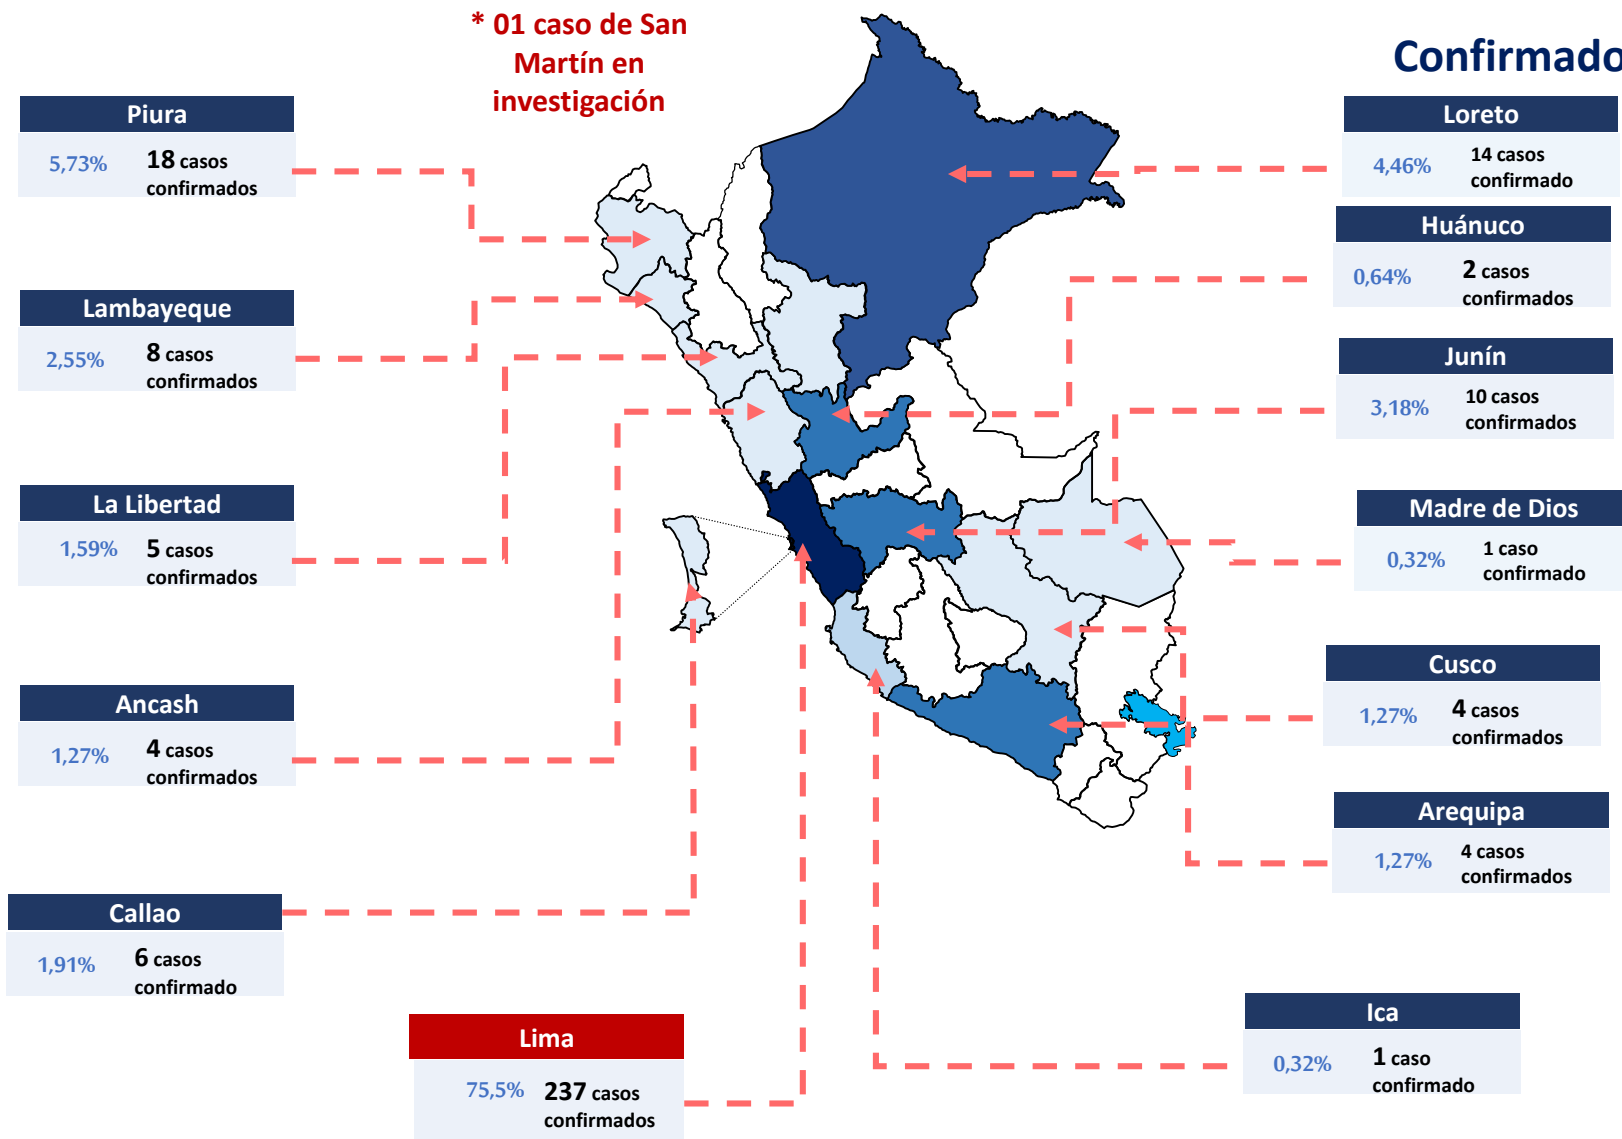 * 01 caso de San
Martín en
investigación
Confirmado
Piura
5,73%
18 casos
confirmados
Lambayeque
2,55%
8 casos
confirmados
La Libertad
1,59%
5 casos
confirmados
Ancash
1,27%
4 casos
confirmados
Callao
1,91%
6 casos
confirmado
Lima
75,5%
237 casos
confirmados
Loreto
4,46%
14 casos
confirmado
Huánuco
0,64%
2 casos
confirmados
Junín
3,18%
10 casos
confirmados
Madre de Dios
0,32%
1 caso
confirmado
Cusco
1,27%
4 casos
confirmados
Arequipa
1,27%
4 casos
confirmados
Ica
0,32%
1 caso
confirmado